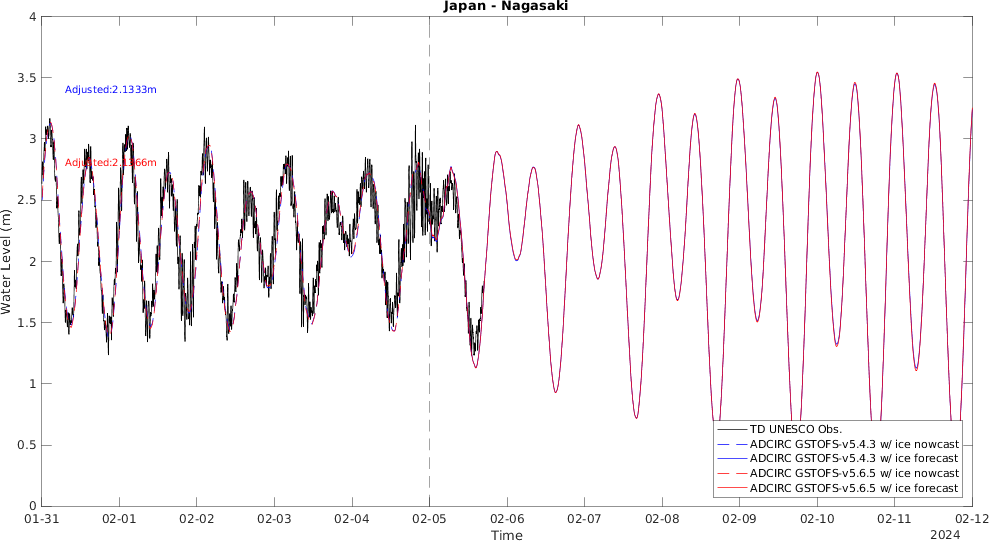 Japan - Nagasaki
4
3.5
3
2.5
2
1.5
1
0.5
0
Water Level (m)
Adjusted:2.1333m
Adjusted:2.1766m
TD UNESCO Obs.
ADCIRC GSTOFS-v5.4.3 w/ ice nowcast
ADCIRC GSTOFS-v5.4.3 w/ ice forecast
ADCIRC GSTOFS-v5.6.5 w/ ice nowcast
ADCIRC GSTOFS-v5.6.5 w/ ice forecast
01-31 02-01 02-02 02-03 02-04 02-05 02-06 02-07 02-08 02-09 02-10 02-11 02-12
Time
2024